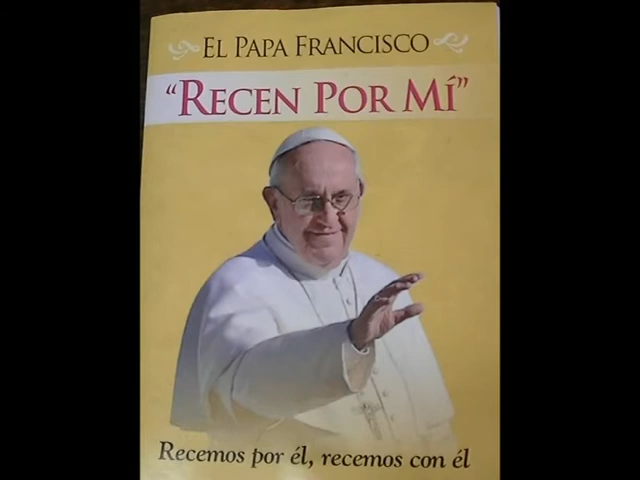 EL PAPA FRANCISCO
“RECEN POR MÍ”
Recemos por él, recemos con él